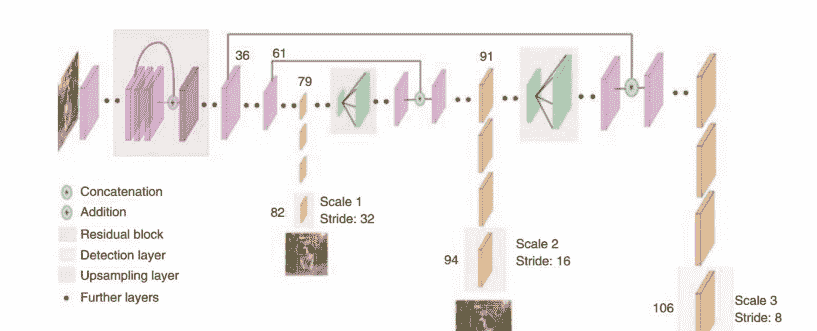 36
61
79
91
Concatenation
Addition
Residual block
Detection layer
Upsampling layer
Further layers
82
Scale 1
Stride: 32
94
Scale 2
Stride: 16
106
Scale 3
Stride: 8